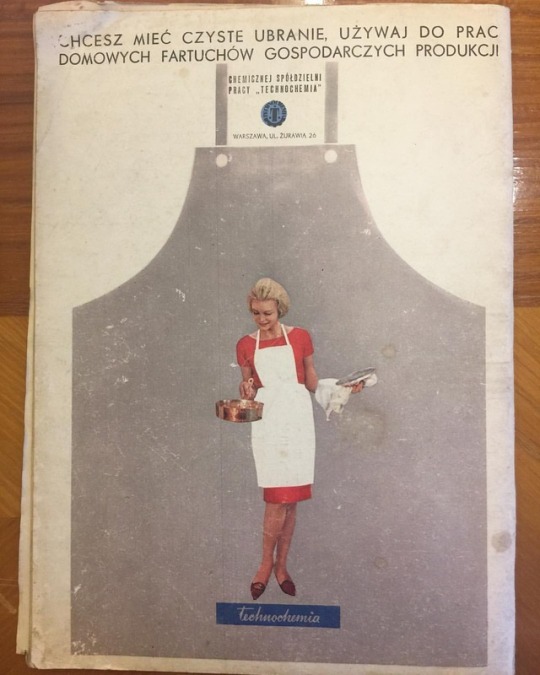 CHCESZ MIEĆ CZYSTE UBRANIE, UŻYWAJ DO PRAC
DOMOWYCH FARTUCHÓW GOSPODARCZYCH PRODUKCJI
CHEMICZNEJ SPÓŁDZIELNI
PRACY „TECHNOCHEMIA"
WARSZAWA, UL. ŻURAWIA 26
technochemia